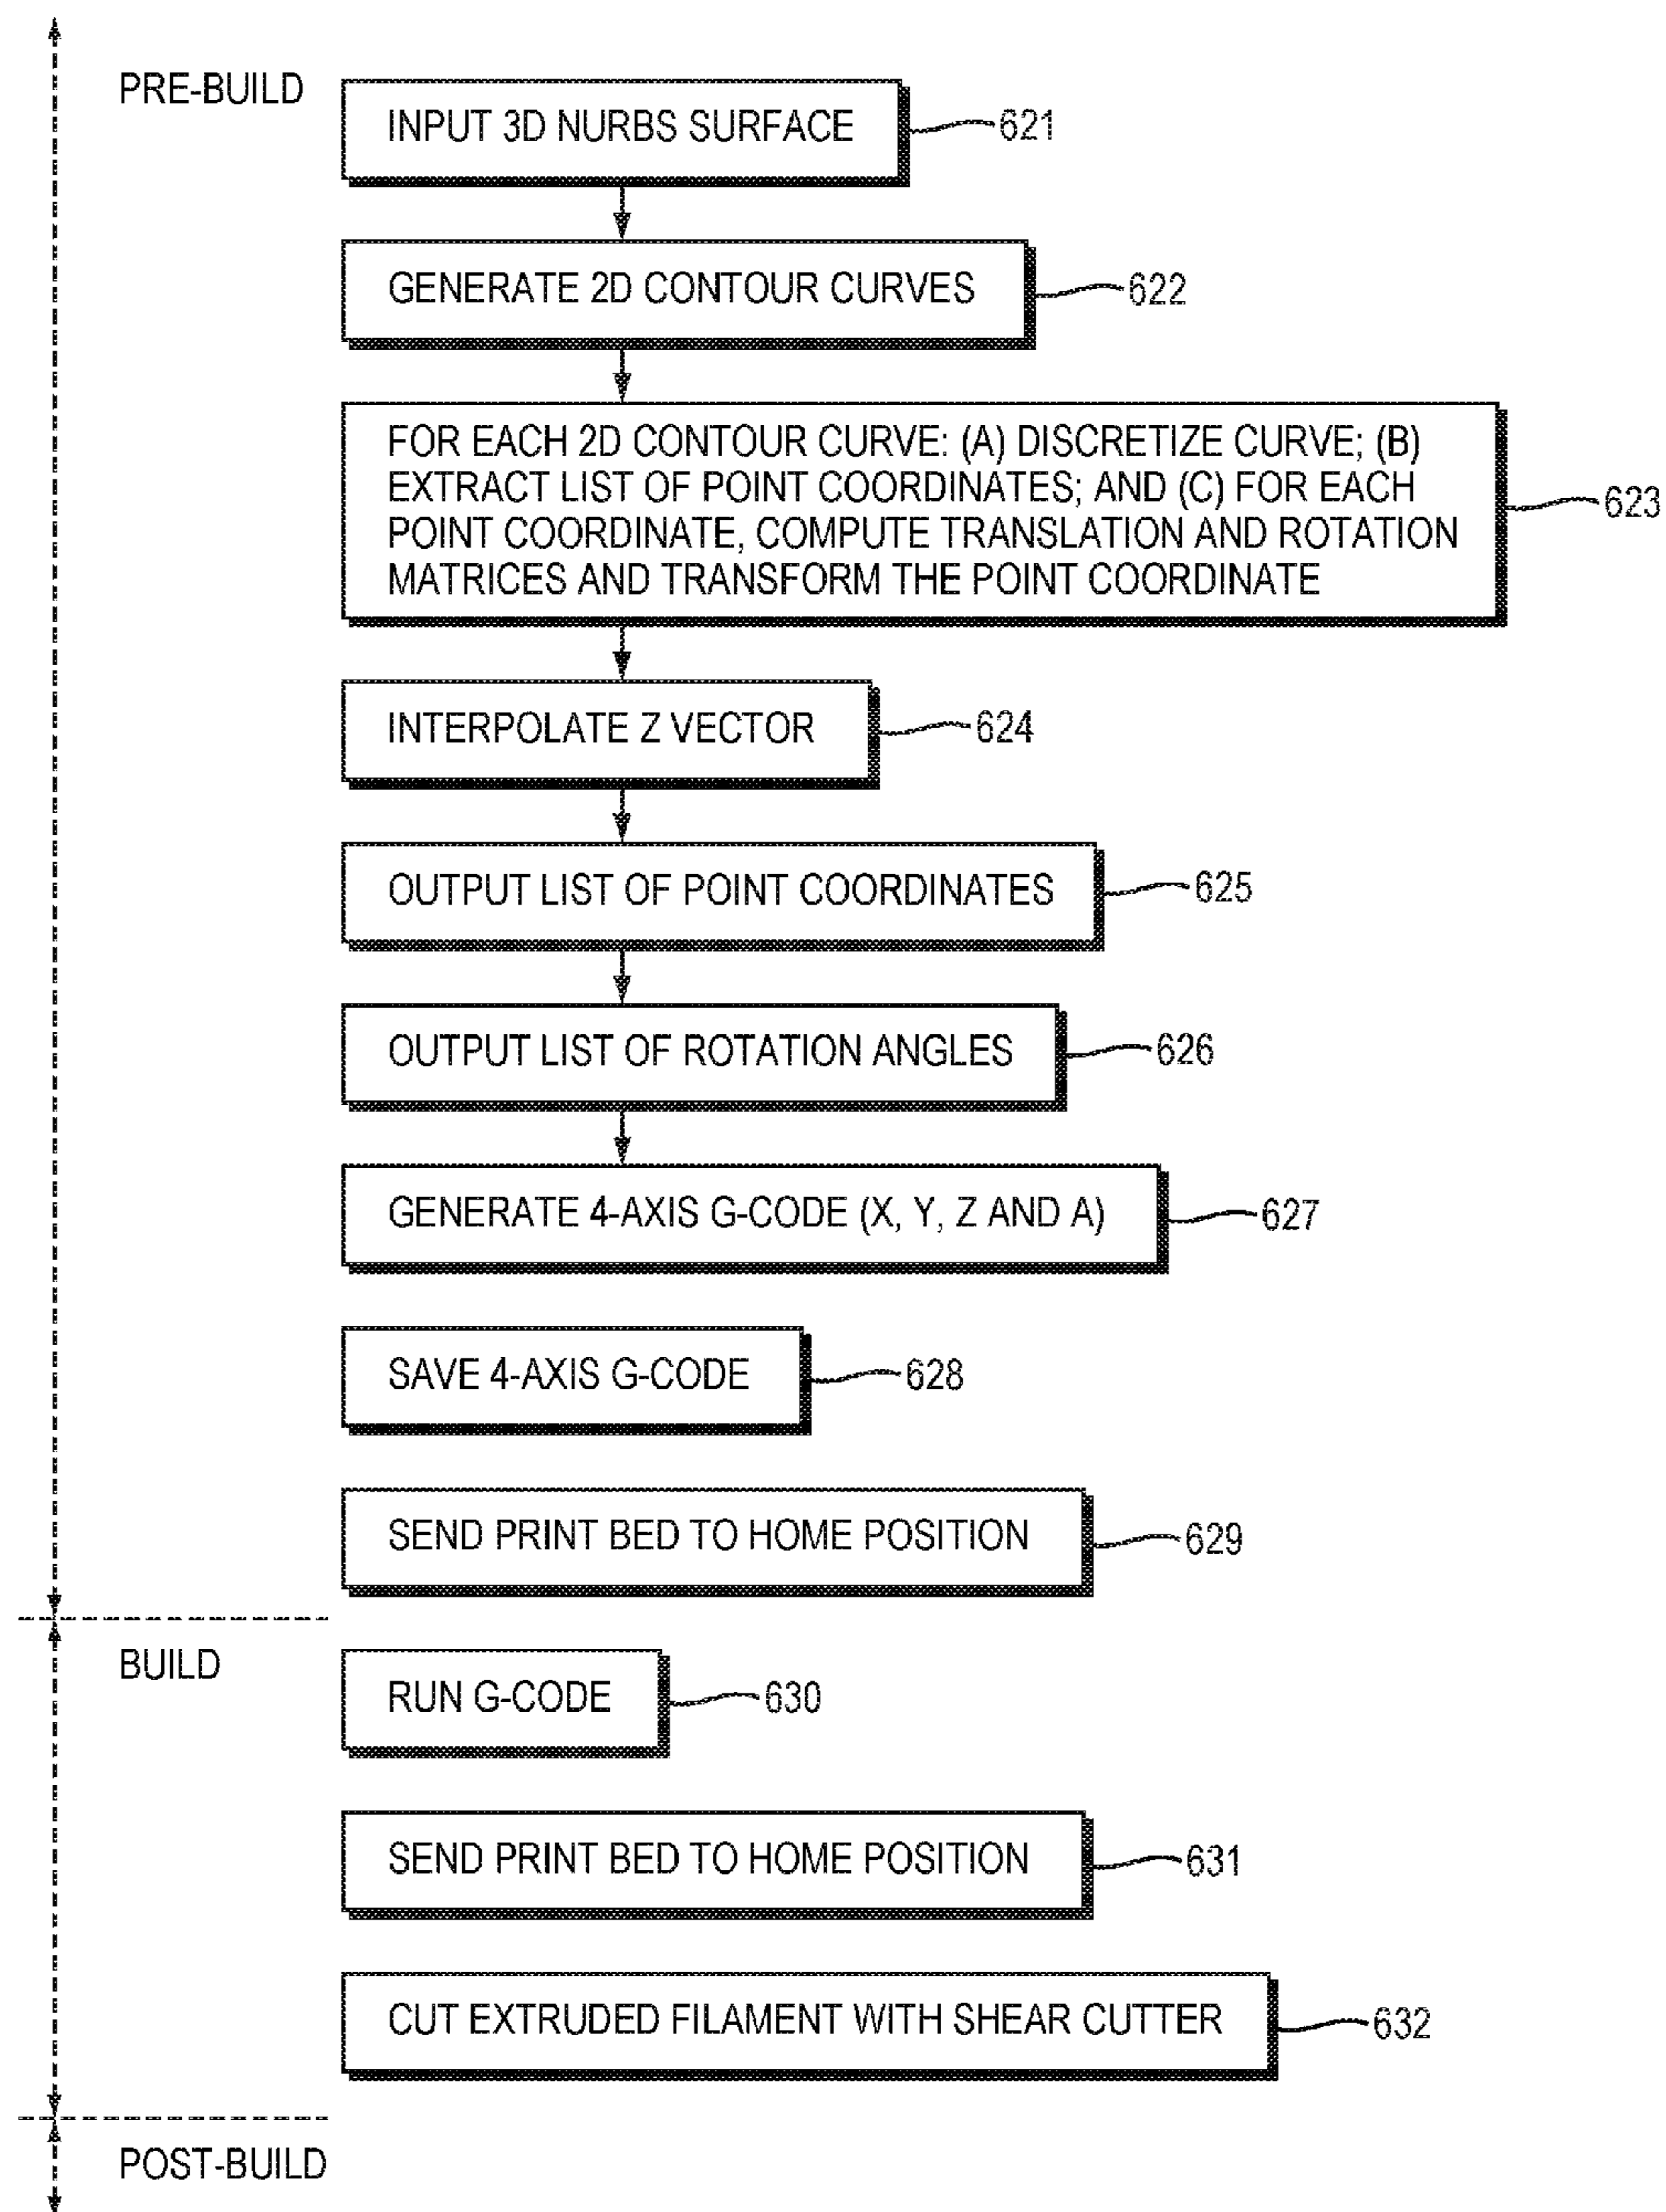 PRE-BUILD
INPUT 3D NURBS SURFACE
621
GENERATE 2D CONTOUR CURVES
622
FOR EACH 2D CONTOUR CURVE: (A) DISCRETIZE CURVE; (B)
EXTRACT LIST OF POINT COORDINATES; AND (C) FOR EACH
POINT COORDINATE, COMPUTE TRANSLATION AND ROTATION
MATRICES AND TRANSFORM THE POINT COORDINATE
623
INTERPOLATE Z VECTOR
624
OUTPUT LIST OF POINT COORDINATES
625
OUTPUT LIST OF ROTATION ANGLES
626
GENERATE 4-AXIS G-CODE (X, Y, Z AND A)
627
SAVE 4-AXIS G-CODE
628
SEND PRINT BED TO HOME POSITION
629
BUILD
RUN G-CODE
630
SEND PRINT BED TO HOME POSITION
631
CUT EXTRUDED FILAMENT WITH SHEAR CUTTER
632
POST-BUILD